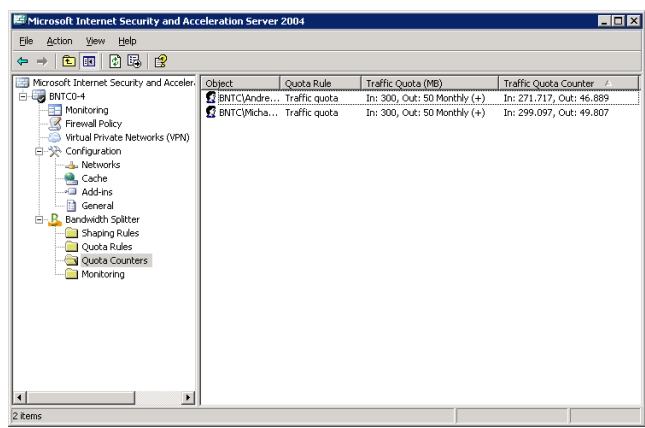 Microsoft Internet Security and Acceleration Server 2004
File Action View Help
Microsoft Internet Security and Acceler
BNTC0-4
Monitoring
Firewall Policy
Virtual Private Networks (VPN)
Configuration
Networks
Cache
Add-ins
General
Bandwidth Splitter
Shaping Rules
Quota Rules
Quota Counters
Monitoring
Object Quota Rule Traffic Quota (MB) Traffic Quota Counter
BNTC\Andre... Traffic quota In: 300, Out: 50 Monthly (+) In: 271.717, Out: 46.889
BNTC\Micha... Traffic quota In: 300, Out: 50 Monthly (+) In: 299.097, Out: 49.807
2 items